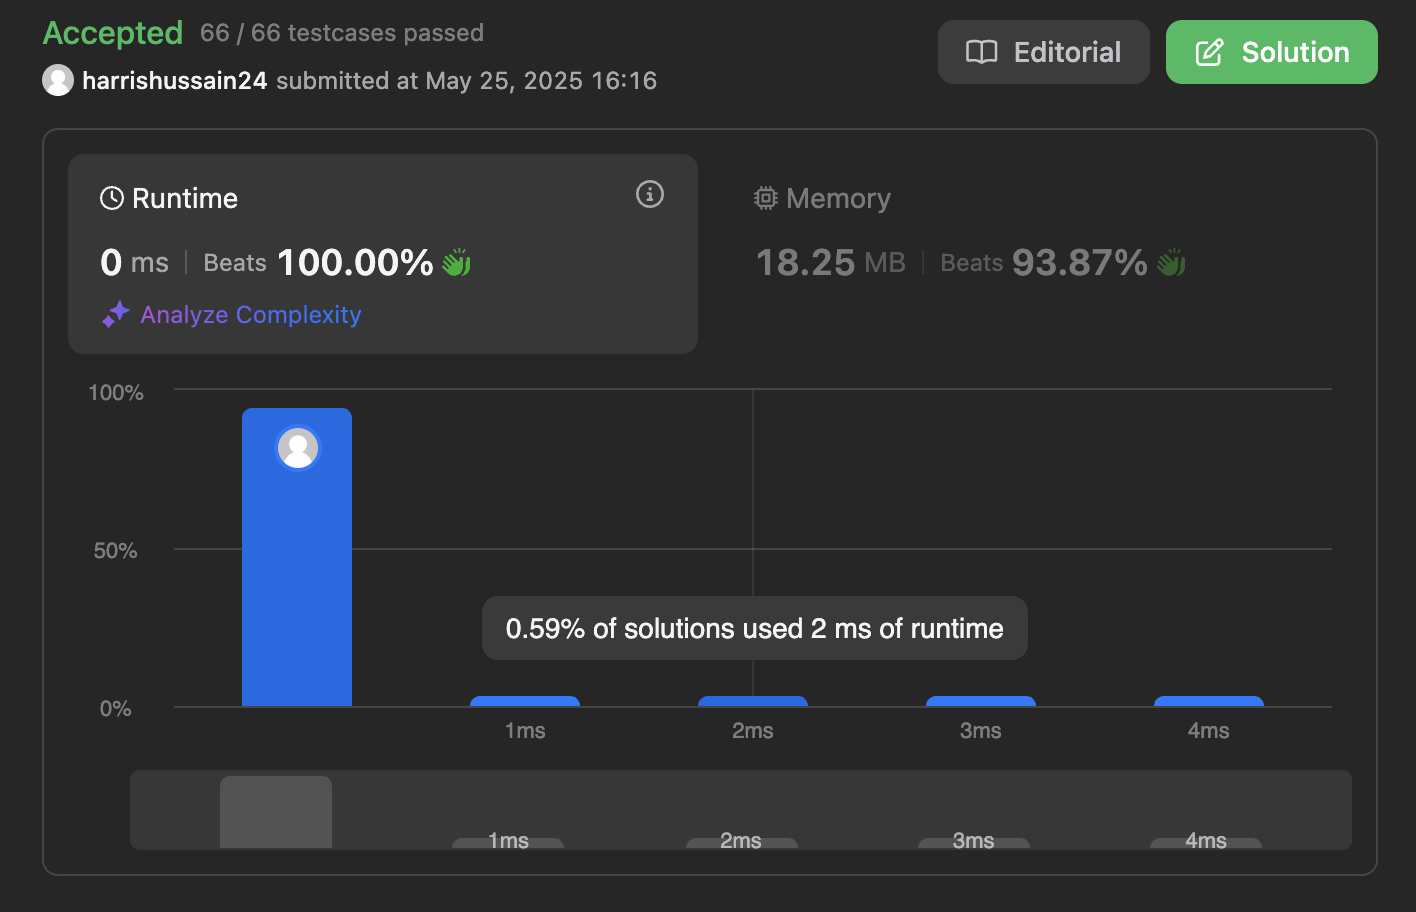 Accepted 66 / 66 testcases passed
Editorial
Solution
harrishussain24 submitted at May 25, 2025 16:16
Runtime
0 ms | Beats 100.00%
Analyze Complexity
Memory
18.25 MB | Beats 93.87%
100%
50%
0%
0.59% of solutions used 2 ms of runtime
1ms 2ms 3ms 4ms
1ms 2ms 3ms 4ms